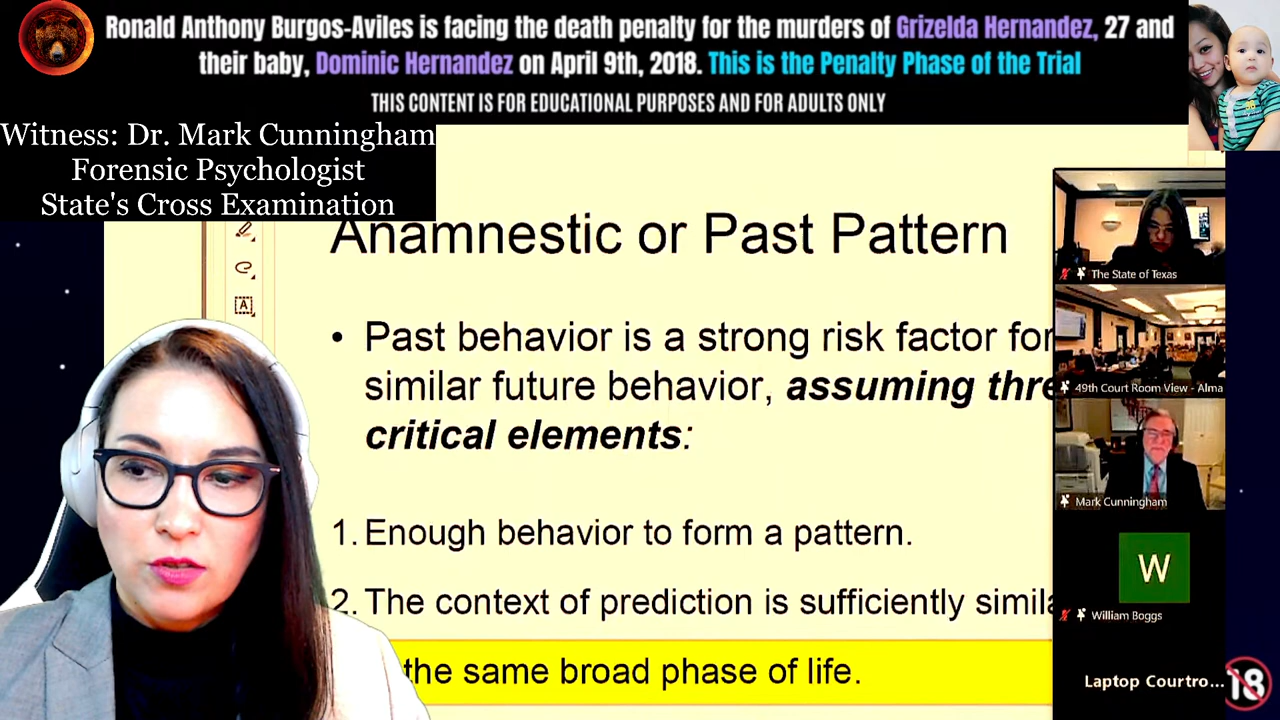 Ronald Anthony Burgos-Aviles is facing the death penalty for the murders of Grizelda Hernandez, 27 and
their baby, Dominic Hernandez on April 9th, 2018. This is the Penalty Phase of the Trial
THIS CONTENT IS FOR EDUCATIONAL PURPOSES AND FOR ADULTS ONLY
Witness: Dr. Mark Cunningham
Forensic Psychologist
State's Cross Examination
Anamnestic or Past Pattern
• Past behavior is a strong risk factor for
similar future behavior, assuming thre
critical elements:
1. Enough behavior to form a pattern.
2. The context of prediction is sufficiently simila
the same broad phase of life.
A
The State of Texas
49th Court Room View - Alma
Mark Cunningham
W
William Boggs
Laptop Courtro...
18